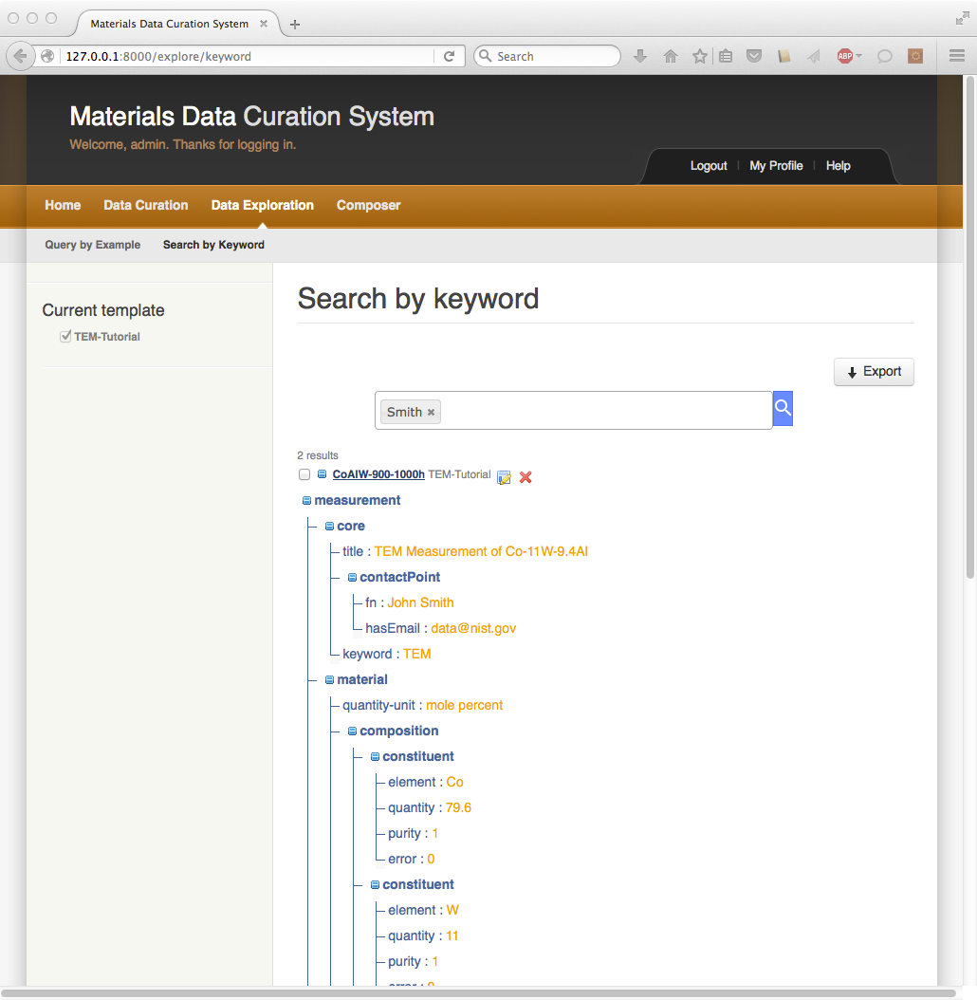 Materials Data Curation System
127.0.0.1:8000/explore/keyword
Search
ABP
Materials Data Curation System
Welcome, admin. Thanks for logging in.
Logout | My Profile | Help
Home Data Curation Data Exploration Composer
Query by Example Search by Keyword
Current template
TEM-Tutorial
Search by keyword
Export
Smith
2 results
CoAlW-900-1000h TEM-Tutorial
measurement
core
title : TEM Measurement of Co-11W-9.4Al
contactPoint
fn : John Smith
hasEmail : data@nist.gov
keyword : TEM
material
quantity-unit : mole percent
composition
constituent
element : Co
quantity : 79.6
purity : 1
error : 0
constituent
element : W
quantity : 11
purity : 1
error : 0